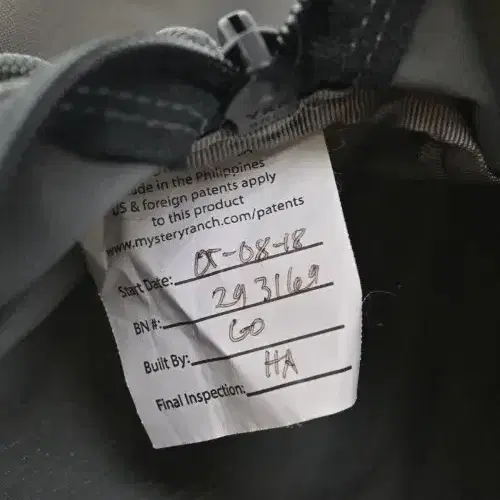 ade in the Philippines
US & foreign patents apply
to this product
www.mysteryranch.com/patents
Start Date: 05-08-18
BN #: 293169
Built By: GO
Final Inspection: HA